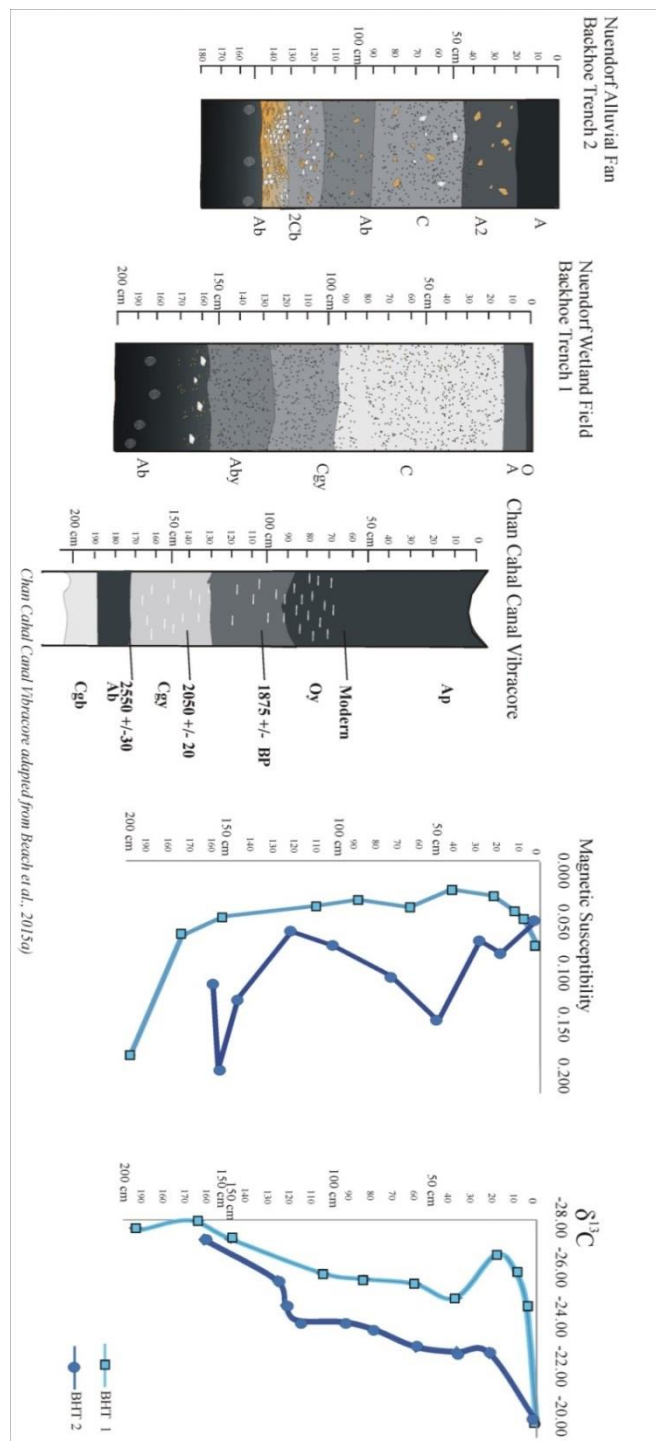 Nuendorf Alluvial Fan
Backhoe Trench 2
0
10
20
30
40
50 cm
60
70
80
90
100 cm
110
120
130
140
150
160
170
180
A
A2
C
Ab
2Cb
Ab
Nuendorf Wetland Field
Backhoe Trench 1
0
10
20
30
40
50 cm
60
70
80
90
100 cm
110
120
130
140
150 cm
160
170
180
190
200 cm
O
A
C
Cgy
Aby
Ab
Chan Cahal Canal Vibracore
0
10
20
30
40
50 cm
60
70
80
90
100 cm
110
120
130
140
150 cm
160
170
180
190
200 cm
Ap
Modern
Oy
1875 +/- BP
2050 +/- 20
Cgy
2550 +/-30
Ab
Cgb
Magnetic Susceptibility
0.000 0.050 0.100 0.150 0.200
0
10
20
30
40
50 cm
60
70
80
90
100 cm
110
120
130
140
150 cm
160
170
180
190
200 cm
δ13C
-28.00 -26.00 -24.00 -22.00 -20.00
0
10
20
30
40
50 cm
60
70
80
90
100 cm
110
120
130
140
150 cm
150 cm
160
170
180
190
200 cm
BHT 1
BHT 2
Chan Cahal Canal Vibracore adapted from Beach et al., 2015a)